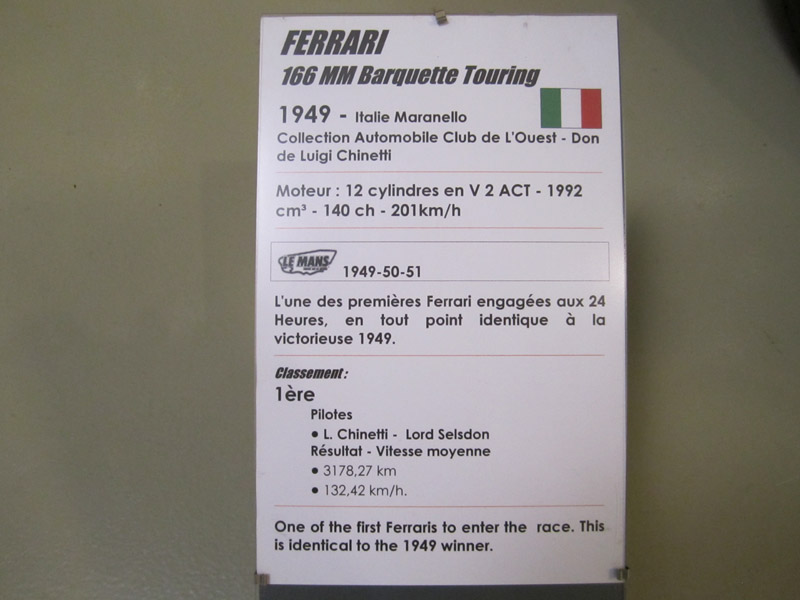 FERRARI
166 MM Barquette Touring
1949 - Italie Maranello
Collection Automobile Club de L'Ouest - Don
de Luigi Chinetti
Moteur : 12 cylindres en V 2 ACT - 1992
cm³ - 140 ch - 201km/h
LE MANS
1949-50-51
L'une des premières Ferrari engagées aux 24
Heures, en tout point identique à la
victorieuse 1949.
Classement :
1ère
Pilotes
• L. Chinetti - Lord Selsdon
Résultat - Vitesse moyenne
• 3178,27 km
• 132,42 km/h.
One of the first Ferraris to enter the race. This
is identical to the 1949 winner.